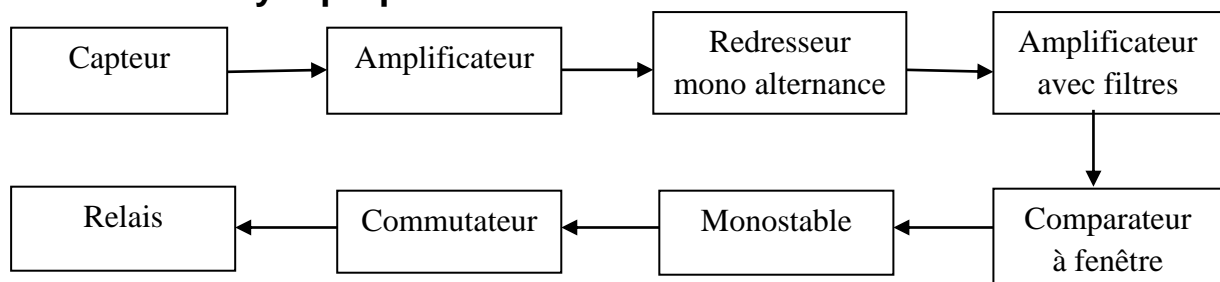 Capteur
Amplificateur
Redresseur
mono alternance
Amplificateur
avec filtres
Relais
Commutateur
Monostable
Comparateur
à fenêtre